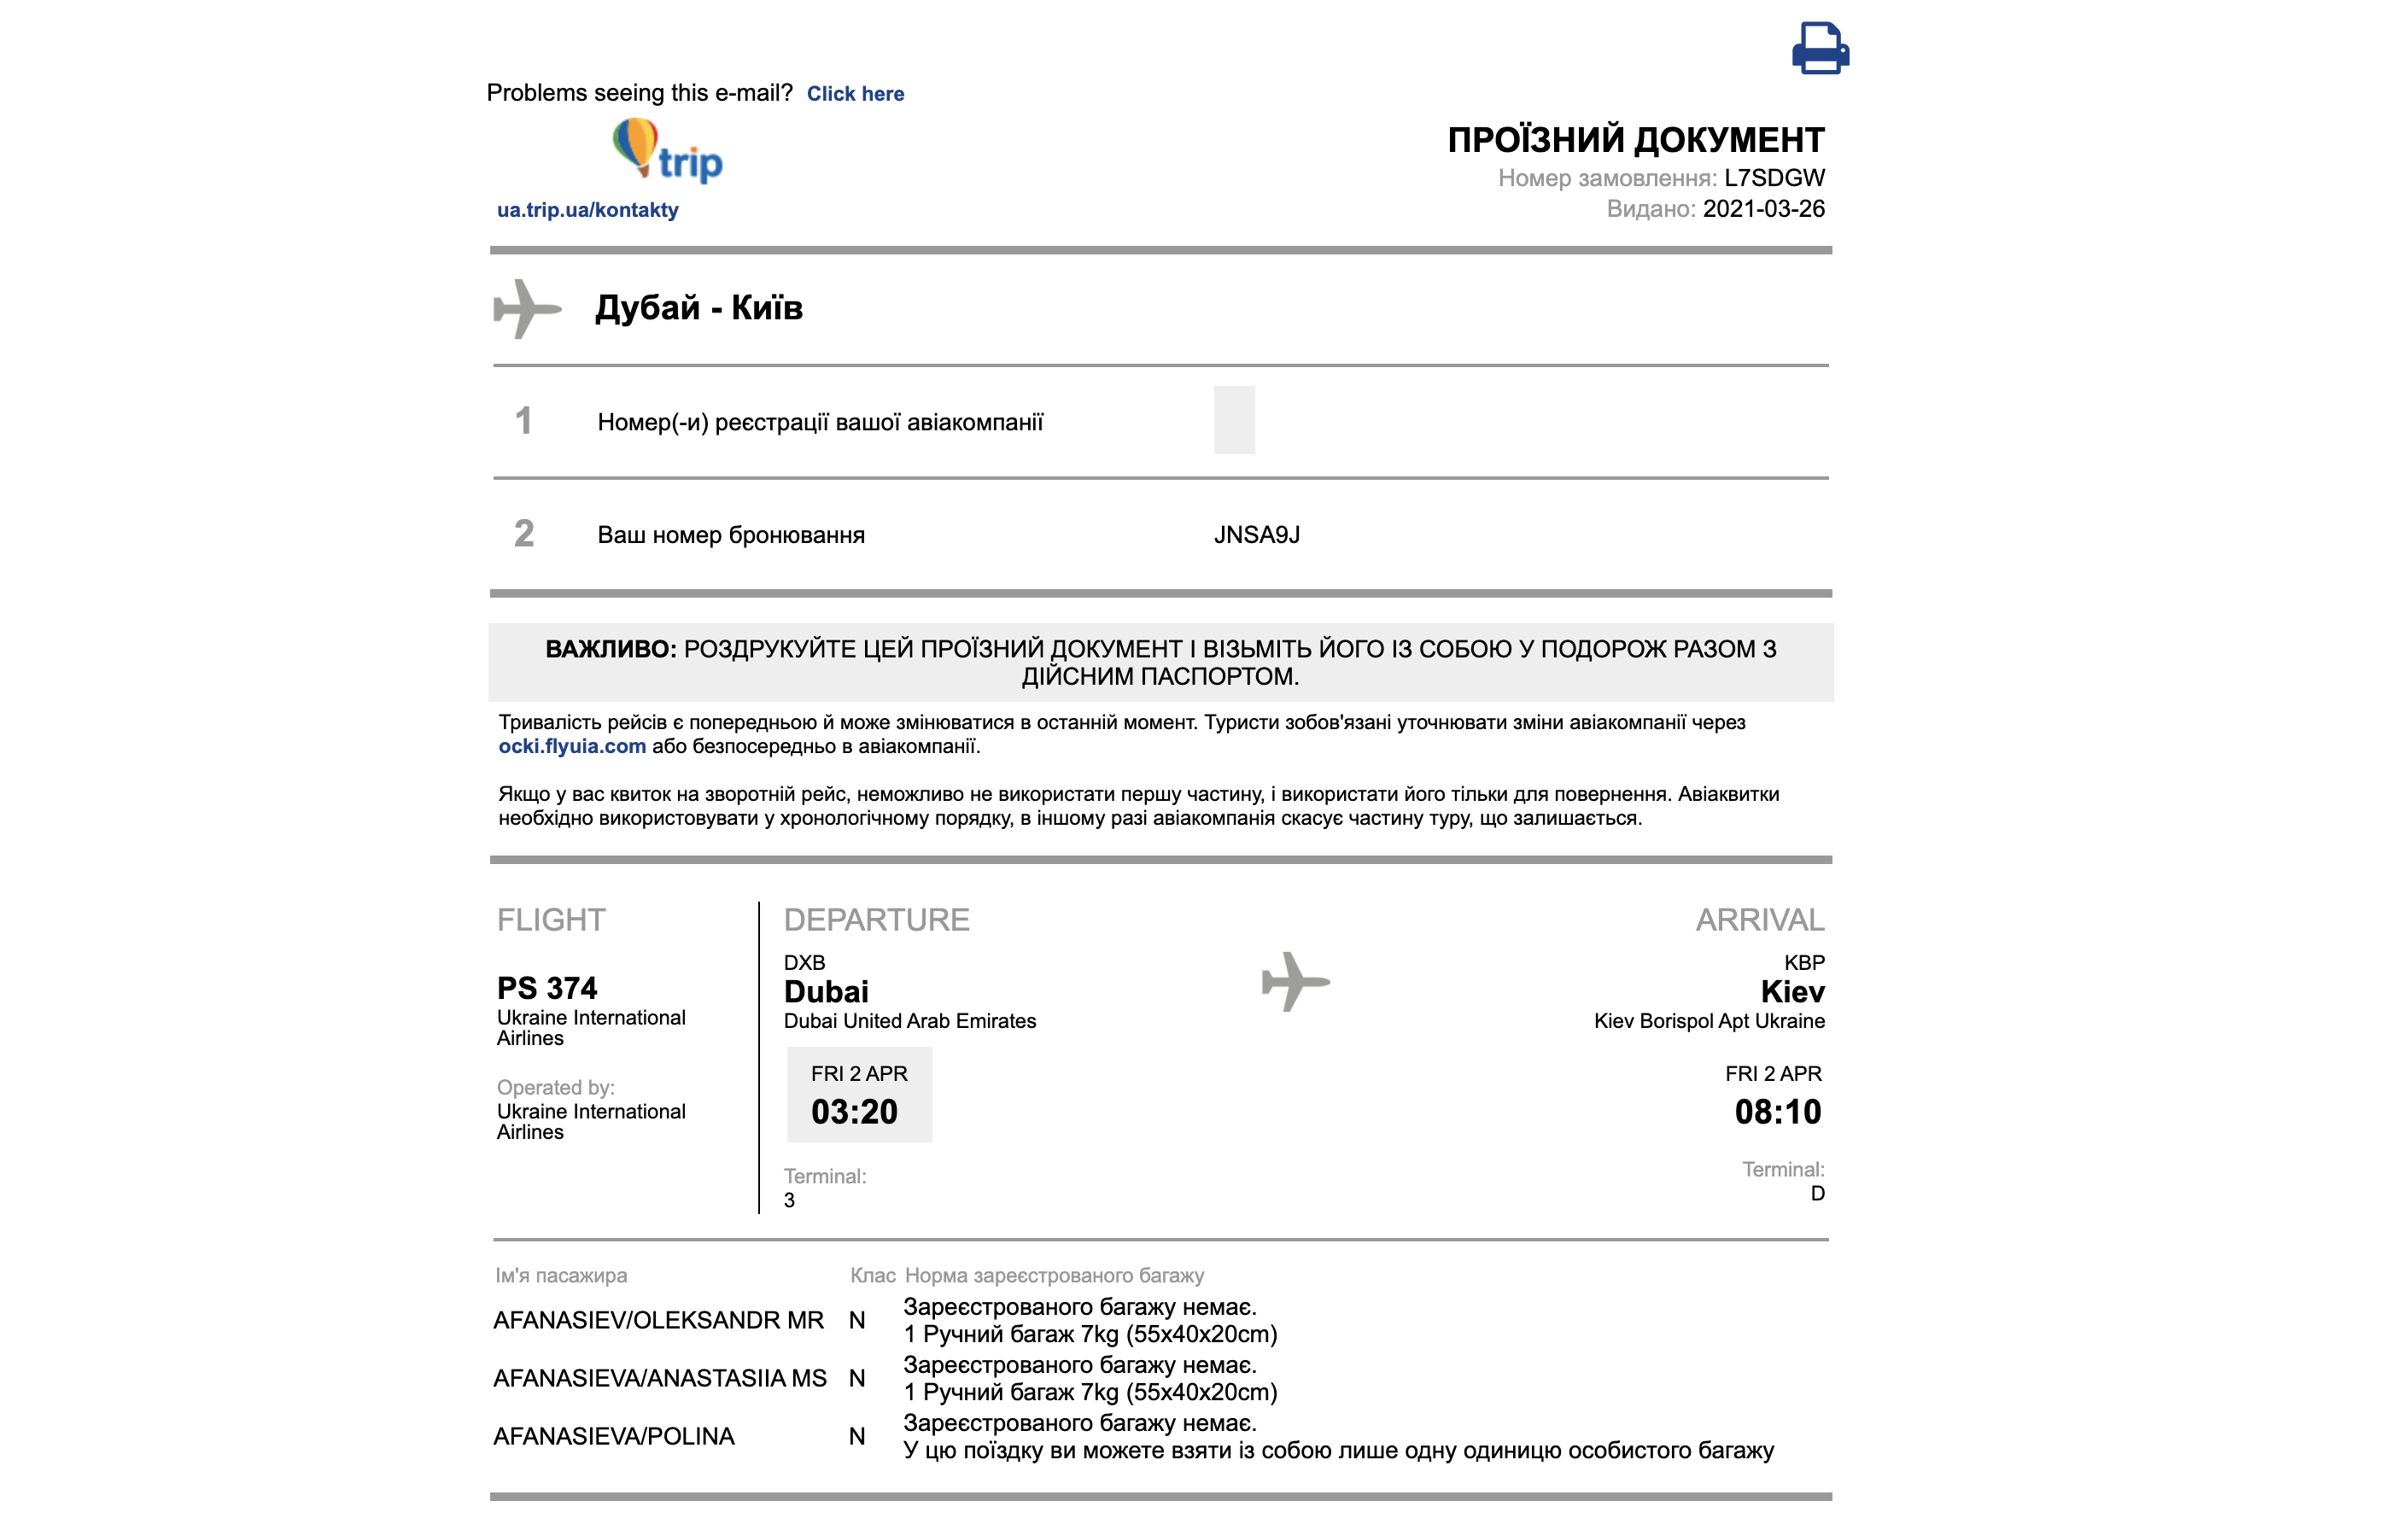 Problems seeing this e-mail? Click here
trip
ua.trip.ua/kontakty
ПРОЇЗНИЙ ДОКУМЕНТ
Номер замовлення: L7SDGW
Видано: 2021-03-26
Дубай - Київ
1 Номер(-и) реєстрації вашої авіакомпанії
2 Ваш номер бронювання JNSA9J
ВАЖЛИВО: РОЗДРУКУЙТЕ ЦЕЙ ПРОЇЗНИЙ ДОКУМЕНТ І ВІЗЬМІТЬ ЙОГО ІЗ СОБОЮ У ПОДОРОЖ РАЗОМ З
ДІЙСНИМ ПАСПОРТОМ.
Тривалість рейсів є попередньою й може змінюватися в останній момент. Туристи зобов'язані уточнювати зміни авіакомпанії через
ocki.flyuia.com або безпосередньо в авіакомпанії.
Якщо у вас квиток на зворотній рейс, неможливо не використати першу частину, і використати його тільки для повернення. Авіаквитки
необхідно використовувати у хронологічному порядку, в іншому разі авіакомпанія скасує частину туру, що залишається.
FLIGHT
PS 374
Ukraine International
Airlines
Operated by:
Ukraine International
Airlines
DEPARTURE
DXB
Dubai
Dubai United Arab Emirates
FRI 2 APR
03:20
Terminal:
3
ARRIVAL
KBP
Kiev
Kiev Borispol Apt Ukraine
FRI 2 APR
08:10
Terminal:
D
Ім'я пасажира Клас Норма зареєстрованого багажу
AFANASIEV/OLEKSANDR MR N Зареєстрованого багажу немає.
1 Ручний багаж 7kg (55x40x20cm)
AFANASIEVA/ANASTASIIA MS N Зареєстрованого багажу немає.
1 Ручний багаж 7kg (55x40x20cm)
AFANASIEVA/POLINA N Зареєстрованого багажу немає.
У цю поїздку ви можете взяти із собою лише одну одиницю особистого багажу